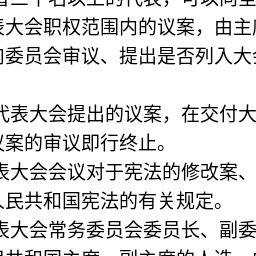 三十名以上的代表，可以向全
表大会职权范围内的议案，由主
委员会审议、提出是否列入大
代表大会提出的议案，在交付大
义案的审议即行终止。
表大会会议对于宪法的修改案、
人民共和国宪法的有关规定。
表大会常务委员会委员长、副委